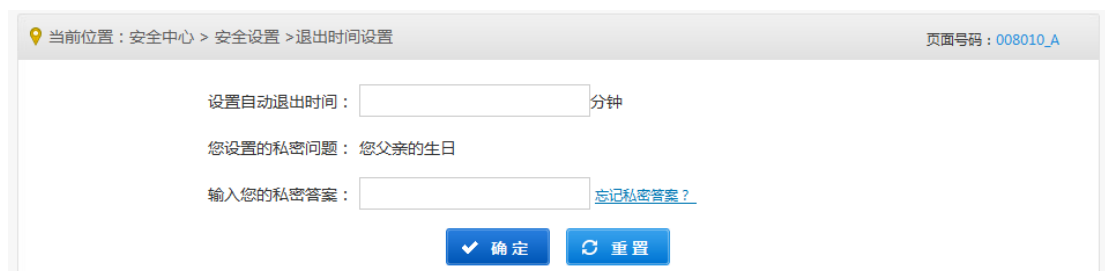 当前位置：安全中心 > 安全设置 >退出时间设置 页面号码：008010_A
设置自动退出时间： 分钟
您设置的私密问题： 您父亲的生日
输入您的私密答案： 忘记私密答案？
确定 重置